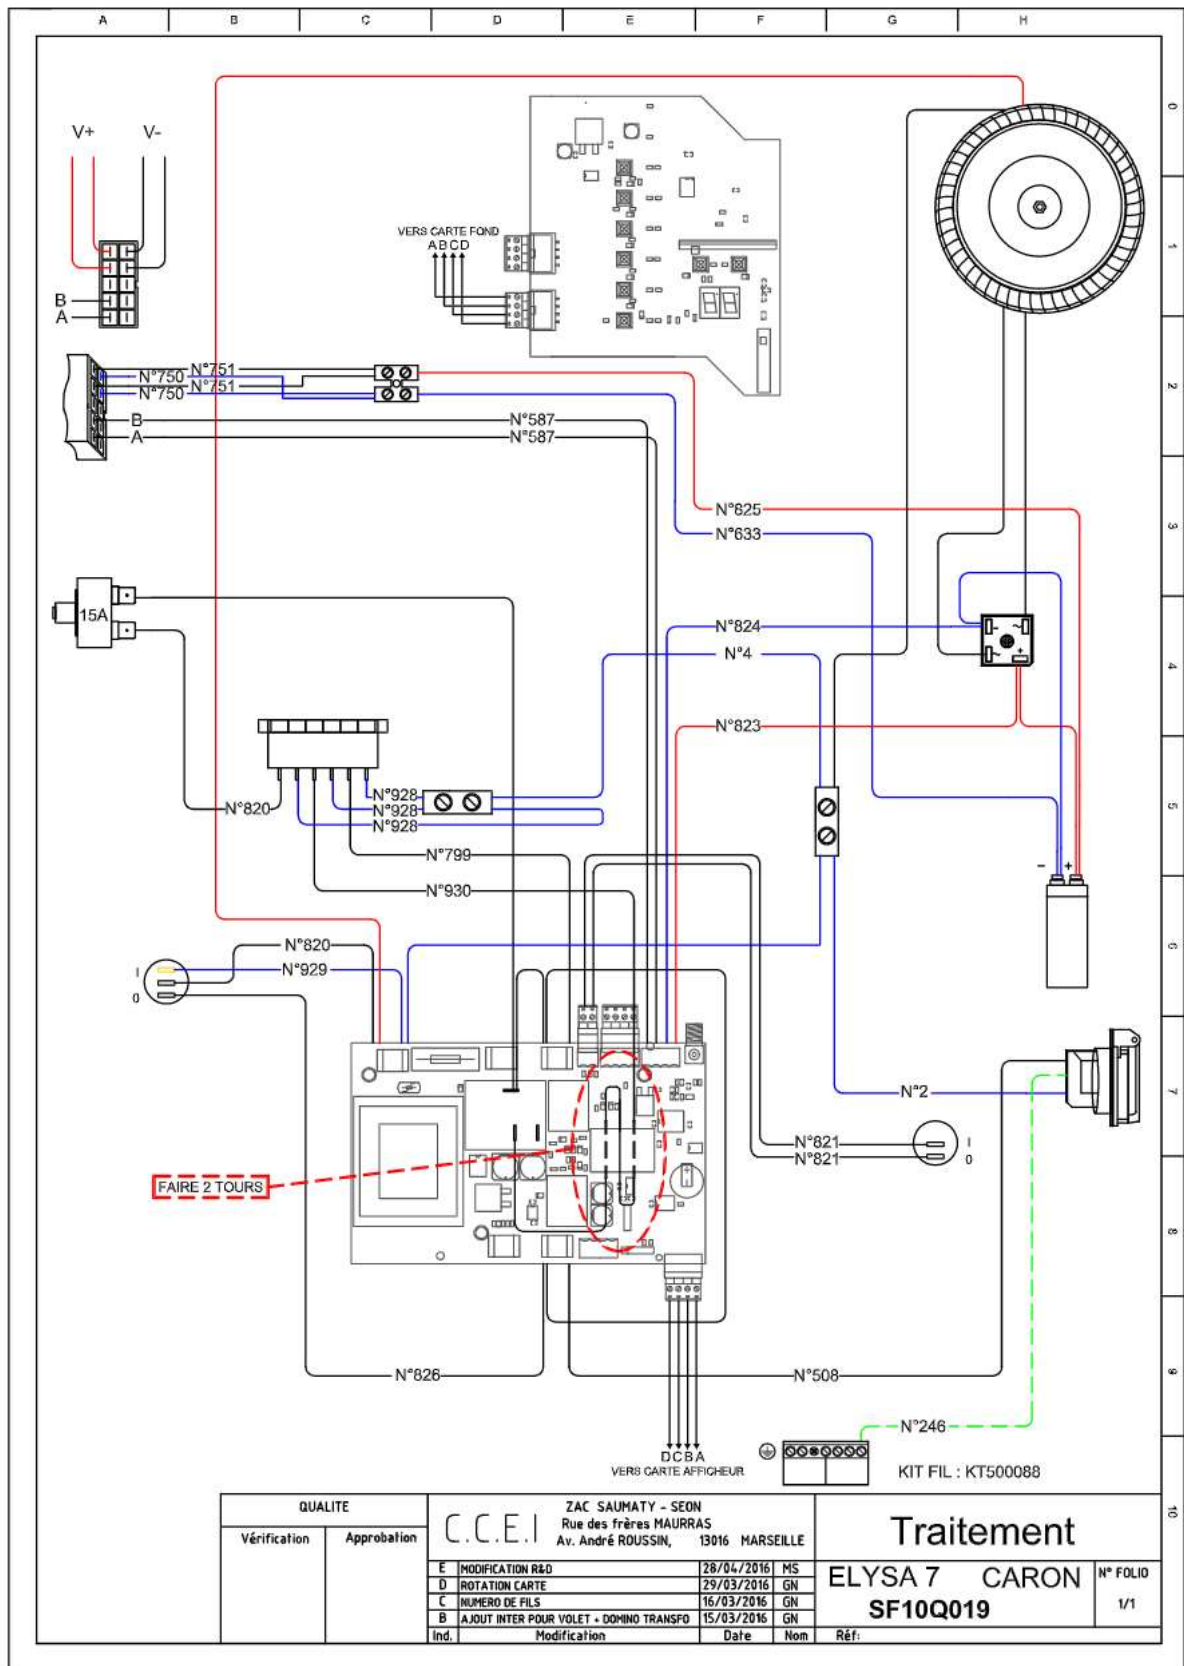 A B C D E F G H
0
V+ V-
VERS CARTE FOND
ABCD
1
B
A
N°751
N°750
N°751
2
N°750
B
N°587
A
N°587
N°825
3
N°633
15A
N°824
N°4
4
N°823
N°928
N°820
N°928
5
N°928
N°799
- +
N°930
N°820
6
I
N°929
0
N°2
7
N°821
I
N°821
0
FAIRE 2 TOURS
8
N°826
N°508
9
N°246
DCBA
VERS CARTE AFFICHEUR
KIT FIL : KT500088
10
QUALITE
Vérification Approbation
C.C.E.I
ZAC SAUMATY - SEON
Rue des frères MAURRAS
Av. André ROUSSIN, 13016 MARSEILLE
Traitement
E MODIFICATION R&D 28/04/2016 MS
D ROTATION CARTE 29/03/2016 GN
C NUMERO DE FILS 16/03/2016 GN
B AJOUT INTER POUR VOLET + DOMINO TRANSFO 15/03/2016 GN
Ind. Modification Date Nom
ELYSA 7 CARON
SF10Q019
N° FOLIO
1/1
Réf: